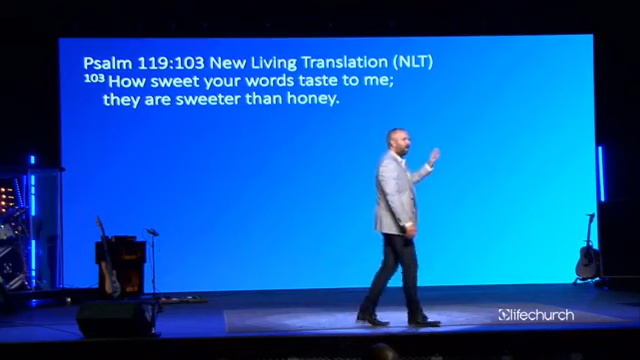 Psalm 119:103 New Living Translation (NLT)
103 How sweet your words taste to me;
they are sweeter than honey.
lifechurch